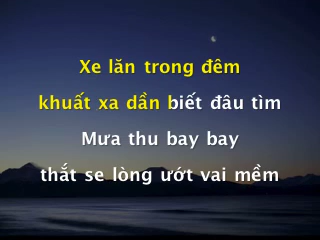 Xe lăn trong đêm
khuất xa dần biết đâu tìm
Mưa thu bay bay
thắt se lòng ướt vai mềm